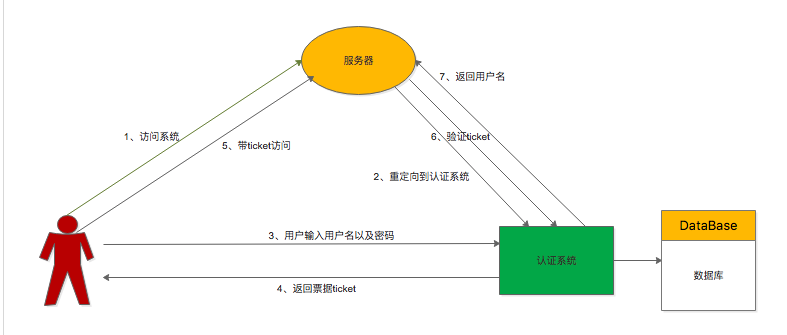 服务器
7、返回用户名
1、访问系统
6、验证ticket
5、带ticket访问
2、重定向到认证系统
DataBase
3、用户输入用户名以及密码
认证系统
数据库
4、返回票据ticket